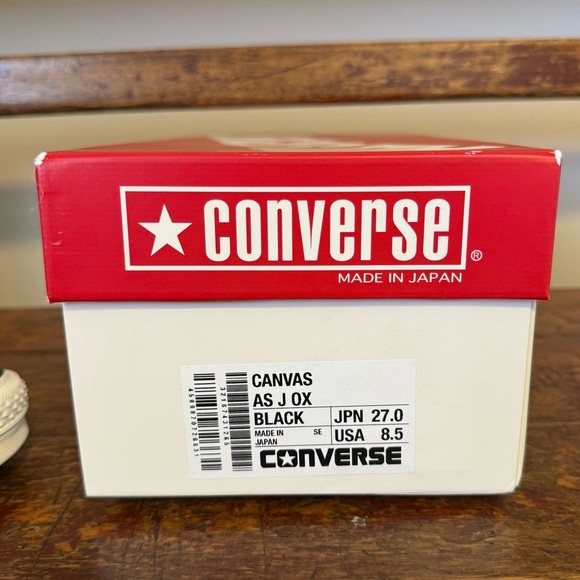 ★ converse ®
MADE IN JAPAN
CANVAS
AS J OX
BLACK JPN 27.0
MADE IN JAPAN SE USA 8.5
CONVERSE
32167431265